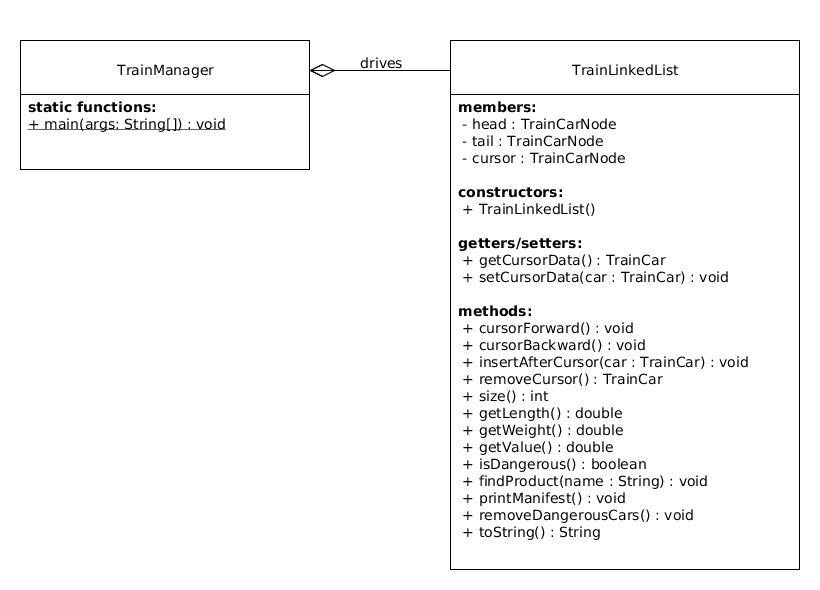 TrainManager
static functions:
+ main(args: String[]) : void
drives
TrainLinkedList
members:
- head : TrainCarNode
- tail : TrainCarNode
- cursor : TrainCarNode
constructors:
+ TrainLinkedList()
getters/setters:
+ getCursorData() : TrainCar
+ setCursorData(car : TrainCar) : void
methods:
+ cursorForward() : void
+ cursorBackward() : void
+ insertAfterCursor(car : TrainCar) : void
+ removeCursor() : TrainCar
+ size() : int
+ getLength() : double
+ getWeight() : double
+ getValue() : double
+ isDangerous() : boolean
+ findProduct(name : String) : void
+ printManifest() : void
+ removeDangerousCars() : void
+ toString() : String